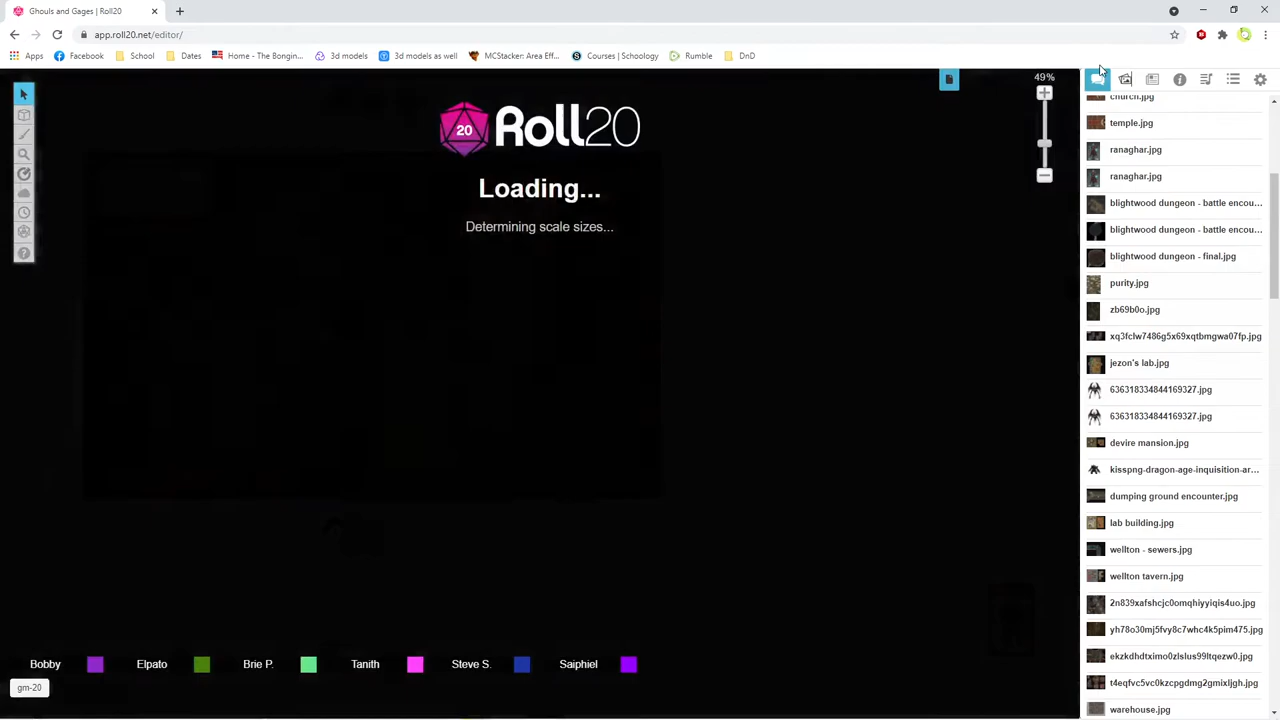 Ghouls and Gages | Roll20
app.roll20.net/editor/
Apps
Facebook
School
Dates
Home - The Bongin...
3d models
3d models as well
MCStacker: Area Eff...
Courses | Schoology
Rumble
DnD
49%
20
Roll20
Loading...
Determining scale sizes...
church.jpg
temple.jpg
ranaghar.jpg
ranaghar.jpg
blightwood dungeon - battle encou...
blightwood dungeon - battle encou...
blightwood dungeon - final.jpg
purity.jpg
zb69b0o.jpg
xq3fclw7486g5x69xqtbmgwa07fp.jpg
jezon's lab.jpg
636318334844169327.jpg
636318334844169327.jpg
devire mansion.jpg
kisspng-dragon-age-inquisition-ar...
dumping ground encounter.jpg
lab building.jpg
wellton - sewers.jpg
wellton tavern.jpg
2n839xafshcjc0omqhiyyiqis4uo.jpg
yh78o30mj5fvy8c7whc4k5pim475.jpg
ekzkdhdtximo0zlslus99ltqezw0.jpg
t4eqfvc5vc0kzcpgdmg2gmixljgh.jpg
warehouse.jpg
Bobby
Elpato
Brie P.
Tanith
Steve S.
Saiphiel
gm-20